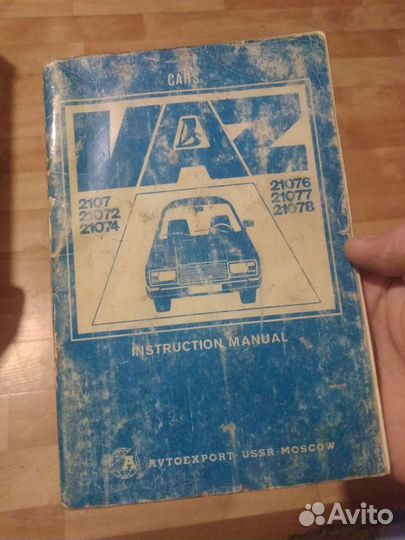 CARS
VAZ
2107
21072
21074
21076
21077
21078
INSTRUCTION MANUAL
A
AVTOEXPORT USSR MOSCOW
Avito